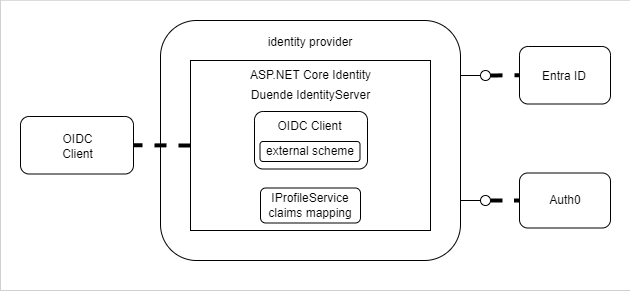 identity provider
ASP.NET Core Identity
Duende IdentityServer
OIDC Client
external scheme
IProfileService
claims mapping
OIDC
Client
Entra ID
Auth0